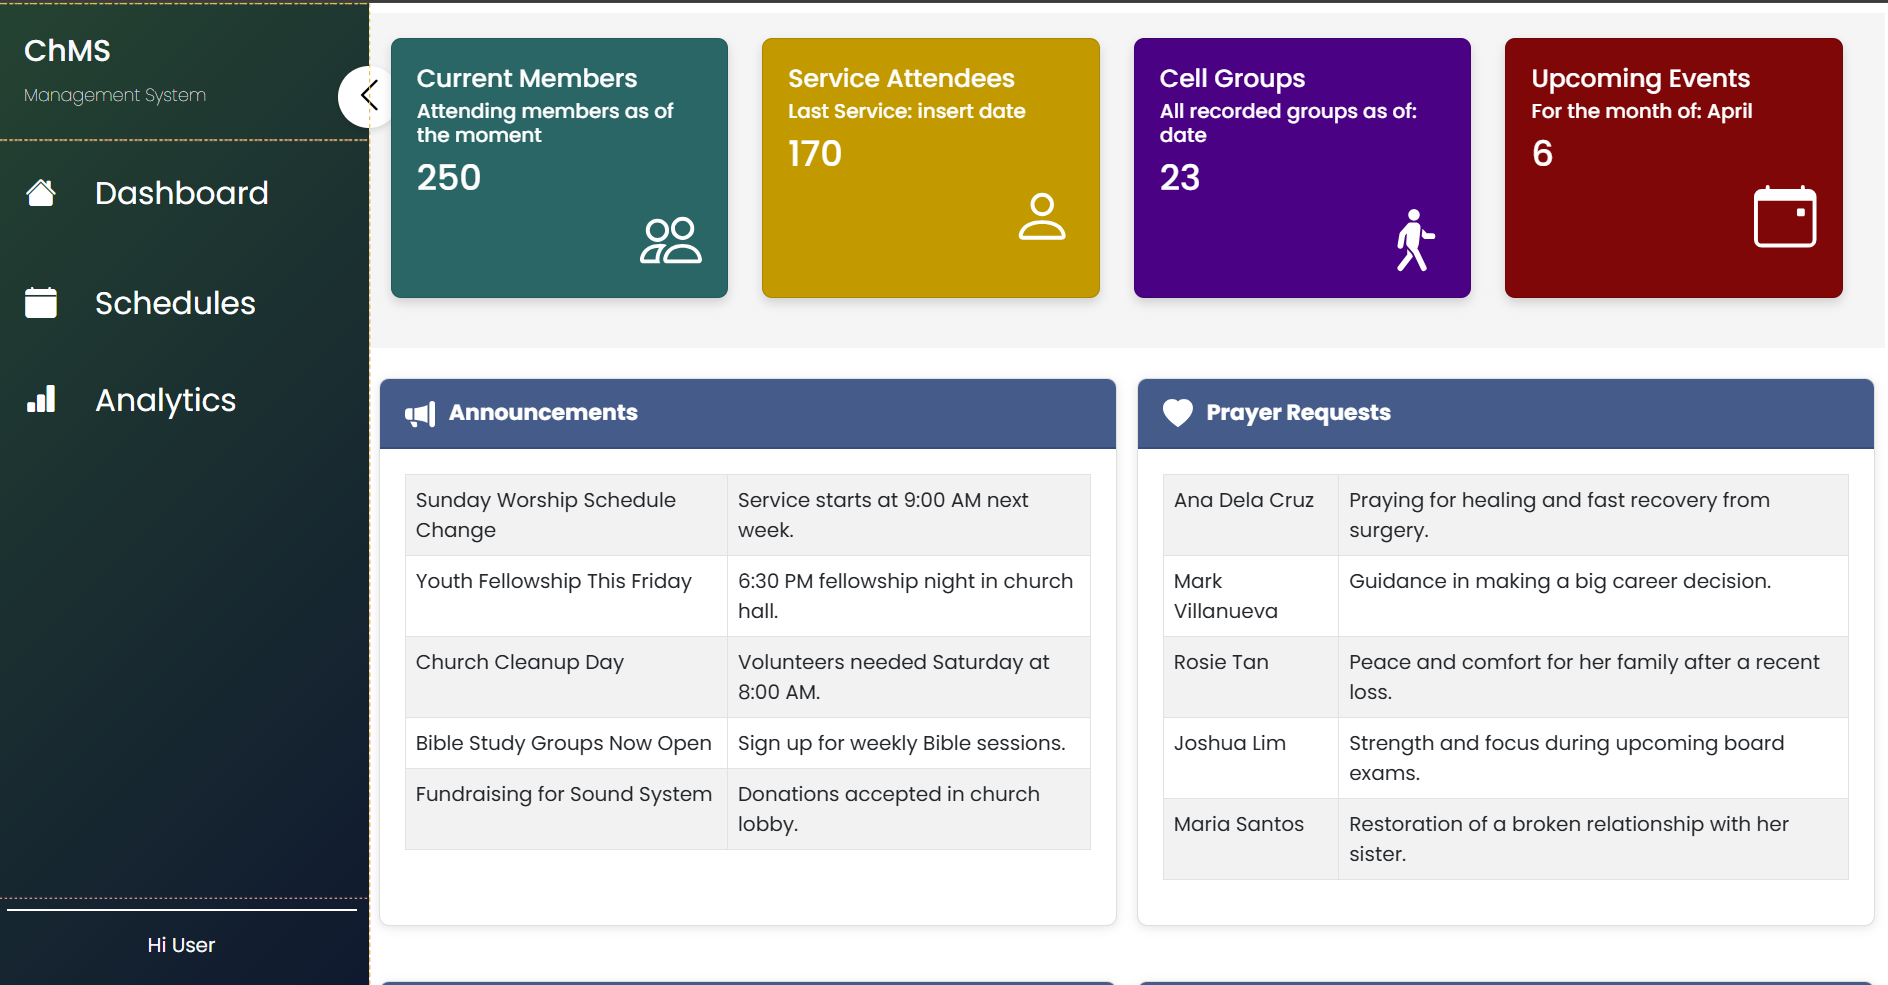 ChMS
Management System
Dashboard
Schedules
Analytics
Hi User
Current Members
Attending members as of
the moment
250
Service Attendees
Last Service: insert date
170
Cell Groups
All recorded groups as of:
date
23
Upcoming Events
For the month of: April
6
Announcements
Sunday Worship Schedule
Change
Service starts at 9:00 AM next
week.
Youth Fellowship This Friday
6:30 PM fellowship night in church
hall.
Church Cleanup Day
Volunteers needed Saturday at
8:00 AM.
Bible Study Groups Now Open
Sign up for weekly Bible sessions.
Fundraising for Sound System
Donations accepted in church
lobby.
Prayer Requests
Ana Dela Cruz
Praying for healing and fast recovery from
surgery.
Mark
Villanueva
Guidance in making a big career decision.
Rosie Tan
Peace and comfort for her family after a recent
loss.
Joshua Lim
Strength and focus during upcoming board
exams.
Maria Santos
Restoration of a broken relationship with her
sister.